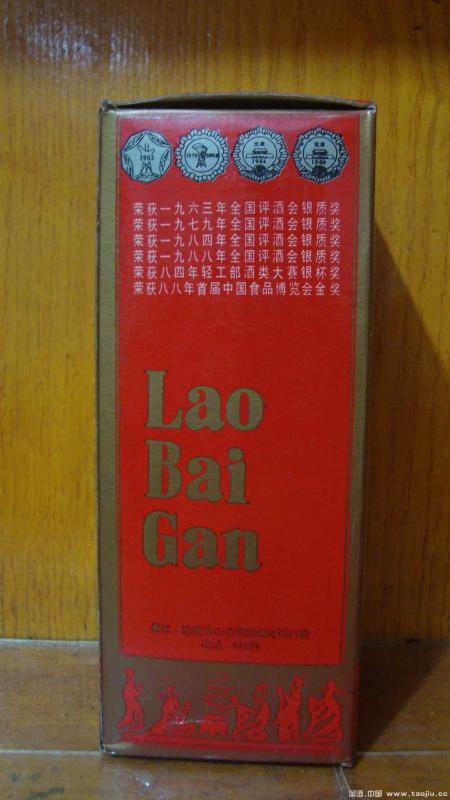 1963
1979
优质
1984
优质
1988
荣获一九六三年全国评酒会银质奖
荣获一九七九年全国评酒会银质奖
荣获一九八四年全国评酒会银质奖
荣获一九八八年全国评酒会银质奖
荣获八四年轻工部酒类大赛银杯奖
荣获八八年首届中国食品博览会金奖
Lao
Bai
Gan
淘酒.中国 www.taojiu.cc